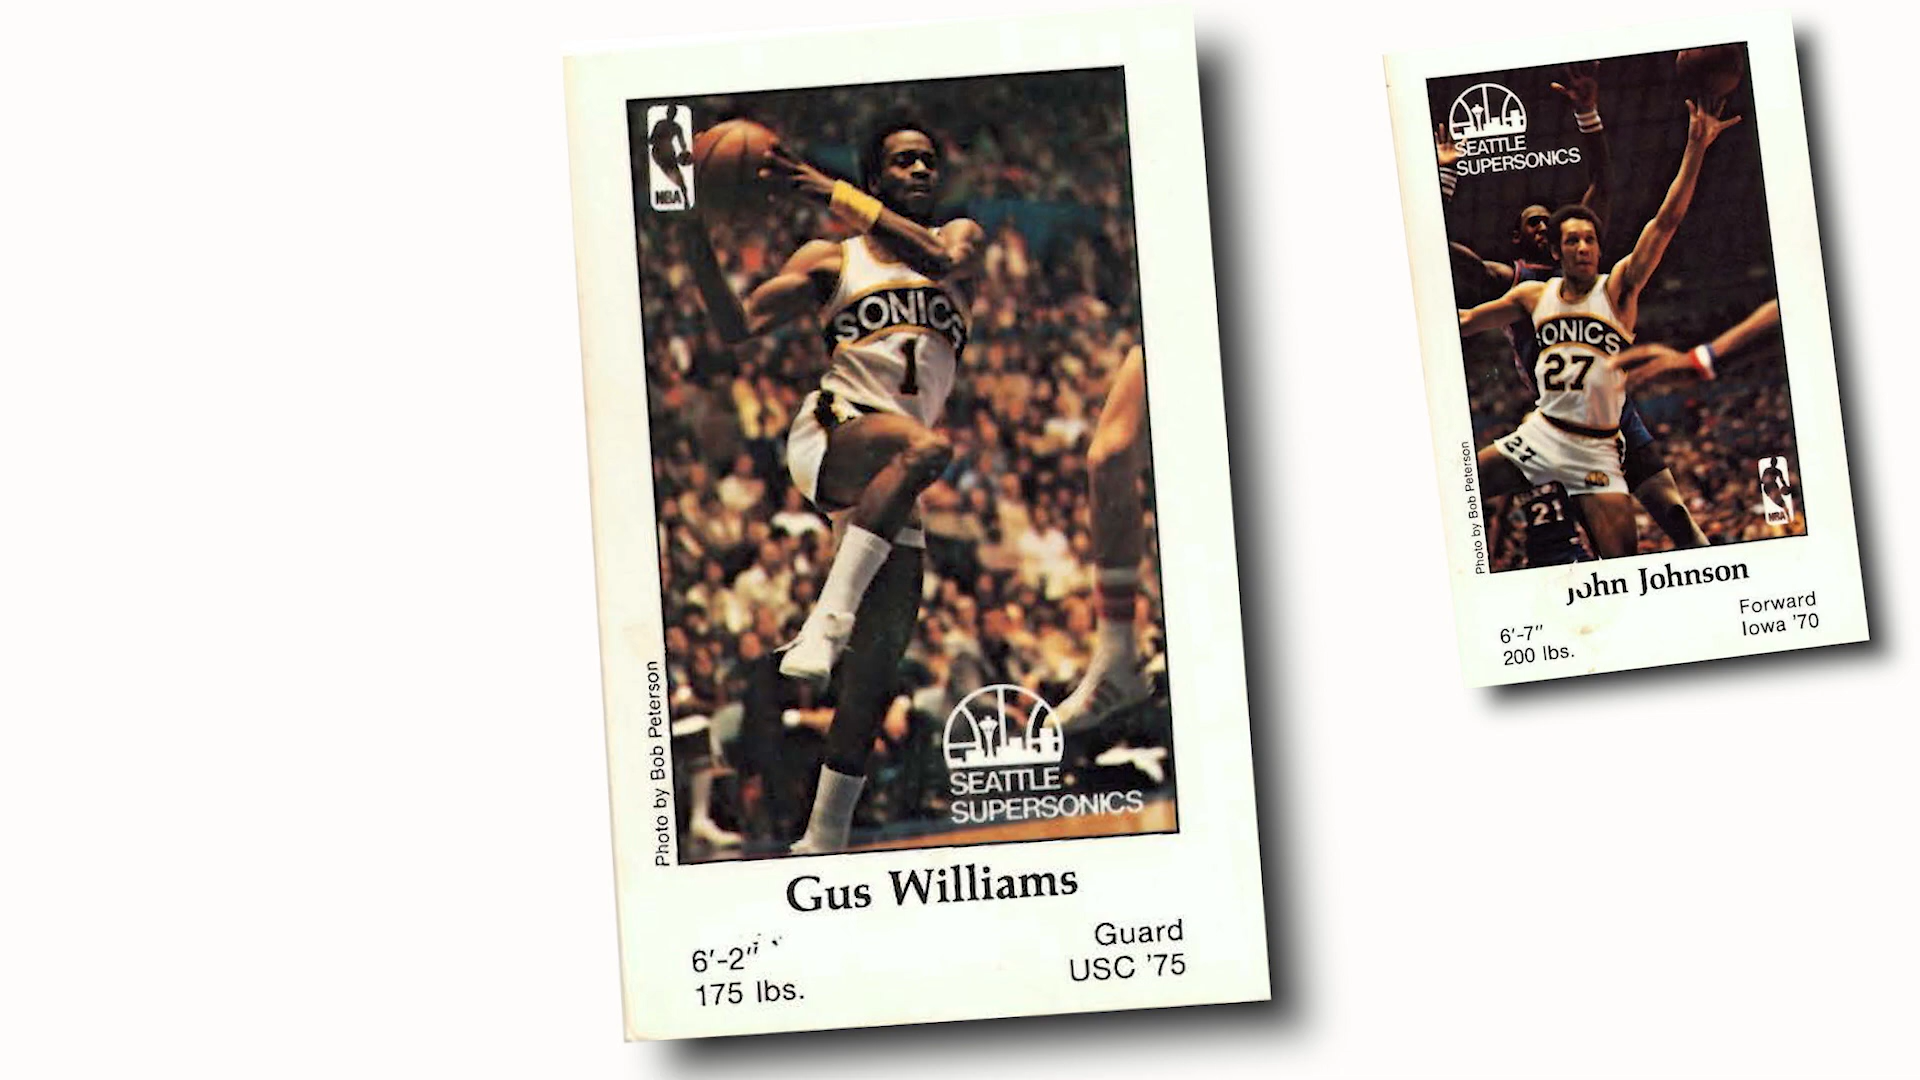 NBA
SONICS
1
SEATTLE
SUPERSONICS
Photo by Bob Peterson
Gus Williams
6'-2"
175 lbs.
Guard
USC '75
SEATTLE
SUPERSONICS
SONICS
27
27
21
NBA
Photo by Bob Peterson
John Johnson
6'-7"
200 lbs.
Forward
Iowa '70